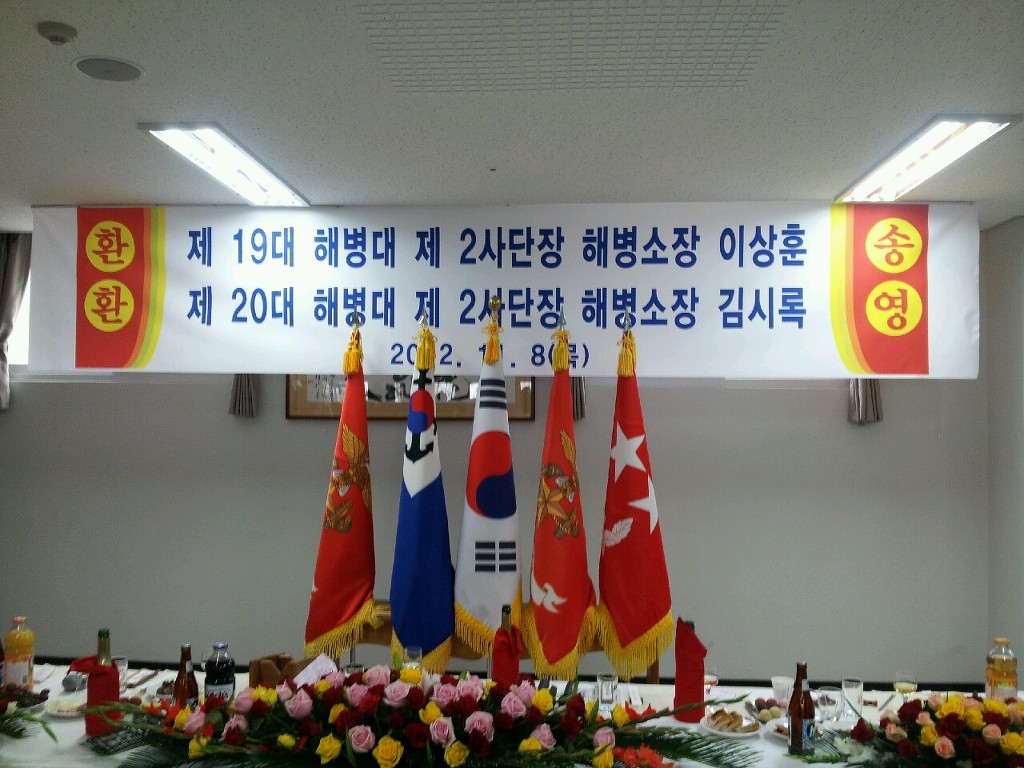 환환
제 19대 해병대 제 2사단장 해병소장 이상훈
제 20대 해병대 제 2사단장 해병소장 김시록
8(목)
송영